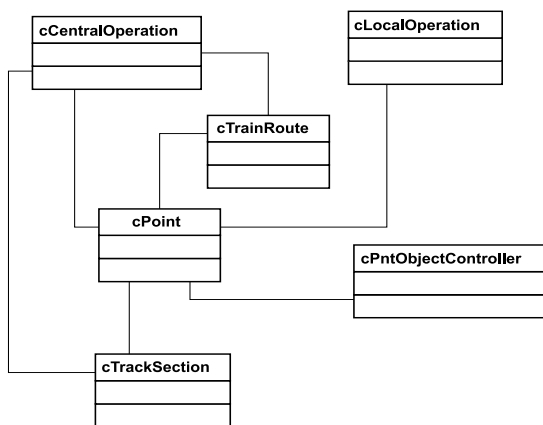 cCentralOperation
cLocalOperation
cTrainRoute
cPoint
cPntObjectController
cTrackSection